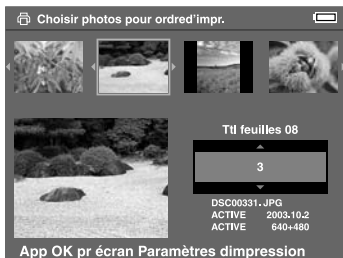 Choisir photos pour ordred'impr.
Ttl feuilles 08
3
DSC00331.JPG
ACTIVE 2003.10.2
ACTIVE 640+480
App OK pr écran Paramètres dimpression